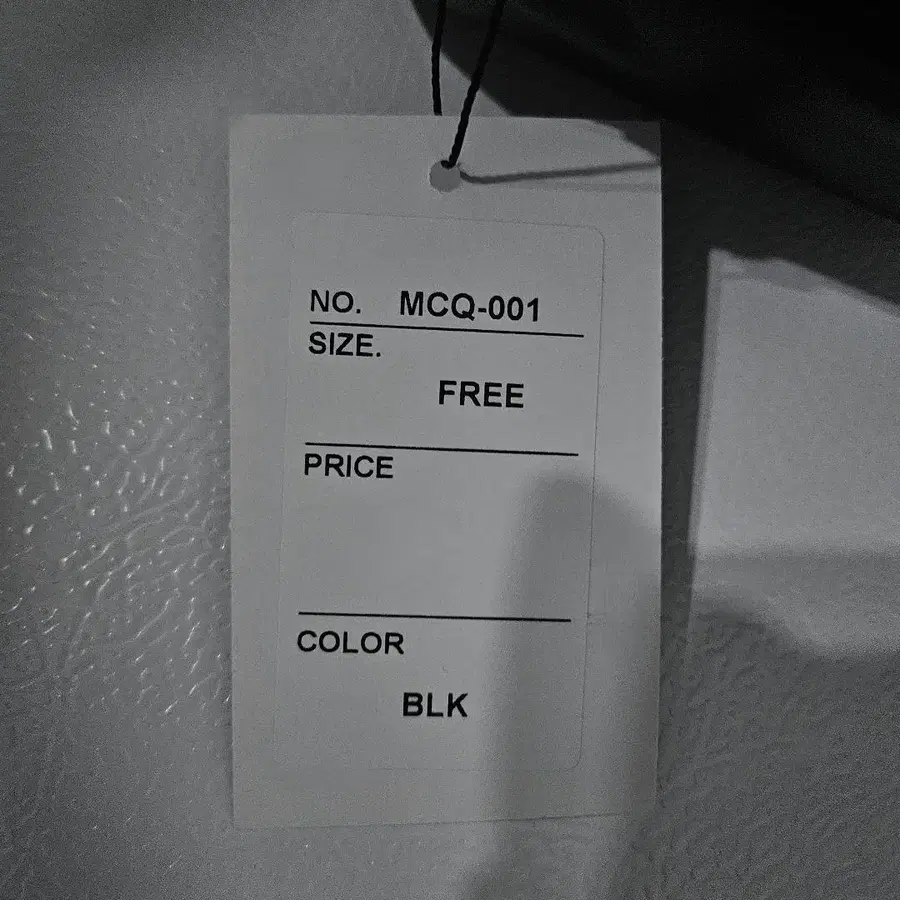 NO. MCQ-001
SIZE.
FREE
PRICE
COLOR
BLK